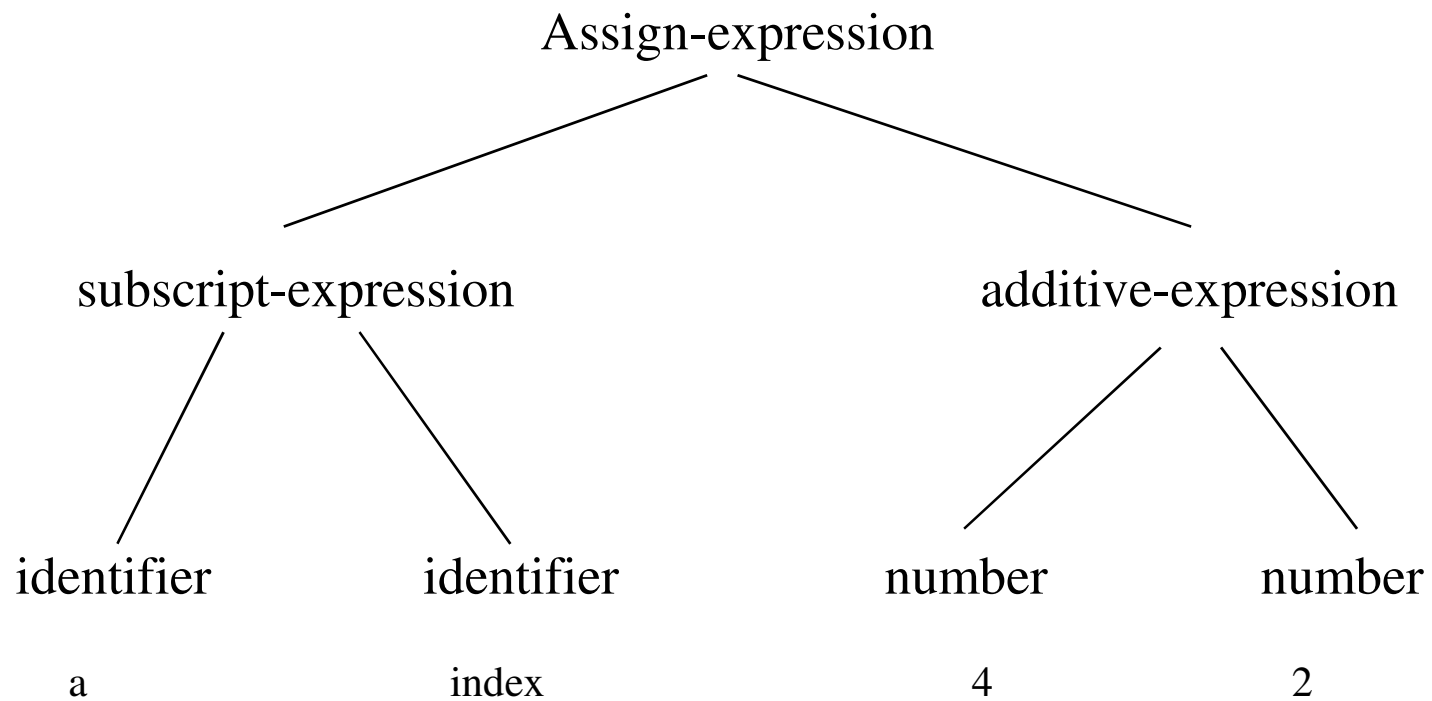 Assign-expression
subscript-expression additive-expression
identifier identifier number number
a index 4 2